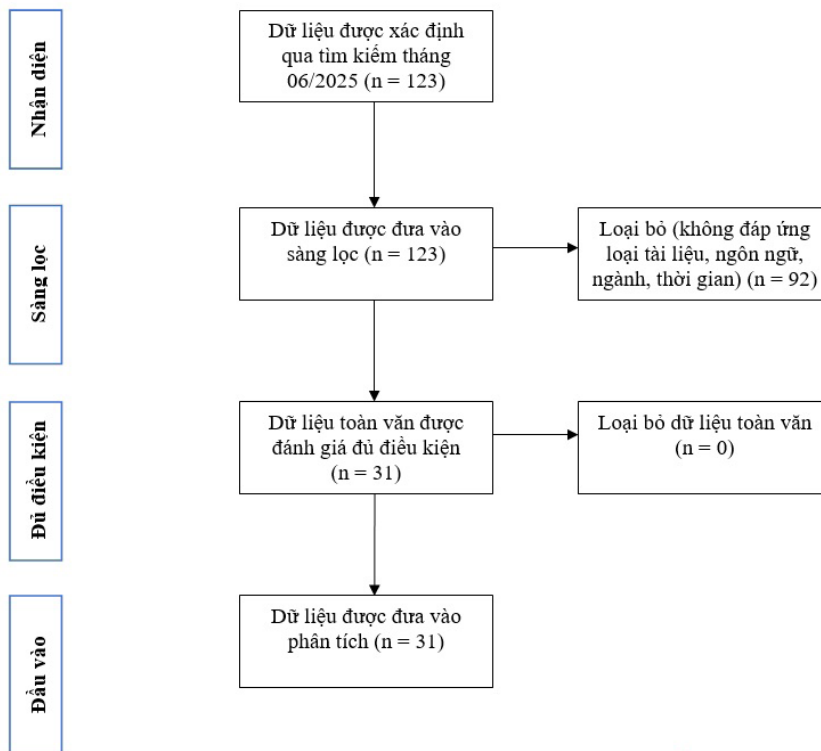 Nhận diện
Dữ liệu được xác định
qua tìm kiếm tháng
06/2025 (n = 123)
Sàng lọc
Dữ liệu được đưa vào
sàng lọc (n = 123)
Loại bỏ (không đáp ứng
loại tài liệu, ngôn ngữ,
ngành, thời gian) (n = 92)
Đủ điều kiện
Dữ liệu toàn văn được
đánh giá đủ điều kiện
(n = 31)
Loại bỏ dữ liệu toàn văn
(n = 0)
Đầu vào
Dữ liệu được đưa vào
phân tích (n = 31)